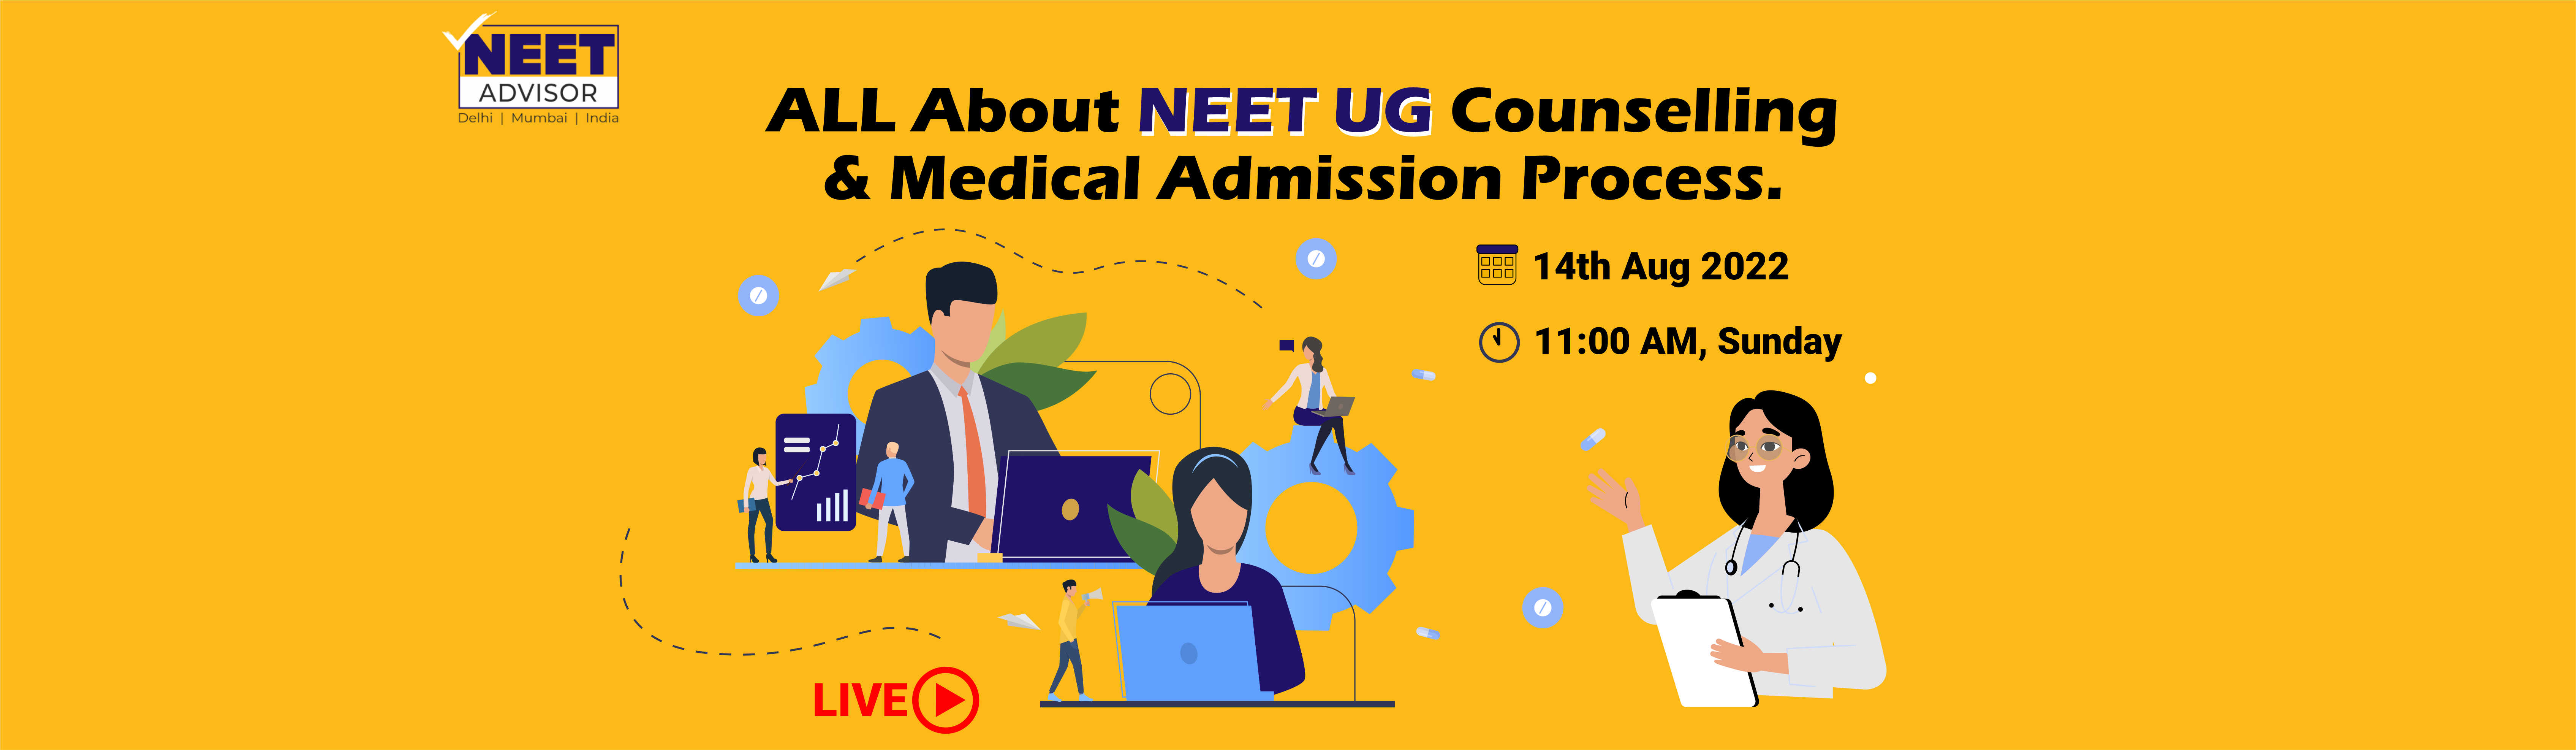 NEET
ADVISOR
Delhi | Mumbai | India
ALL About NEET UG Counselling
& Medical Admission Process.
14th Aug 2022
11:00 AM, Sunday
LIVE